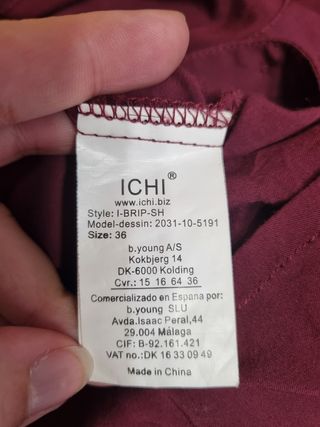 ICHI®
www.ichi.biz
Style: I-BRIP-SH
Model-dessin: 2031-10-5191
Size: 36
b.young A/S
Kokbjerg 14
DK-6000 Kolding
Cvr.: 15 16 64 36
Comercializado en Espana por:
b.young SLU
Avda.Isaac Peral,44
29.004 Málaga
CIF: B-92.161.421
VAT no.:DK 16 33 09 49
Made in China